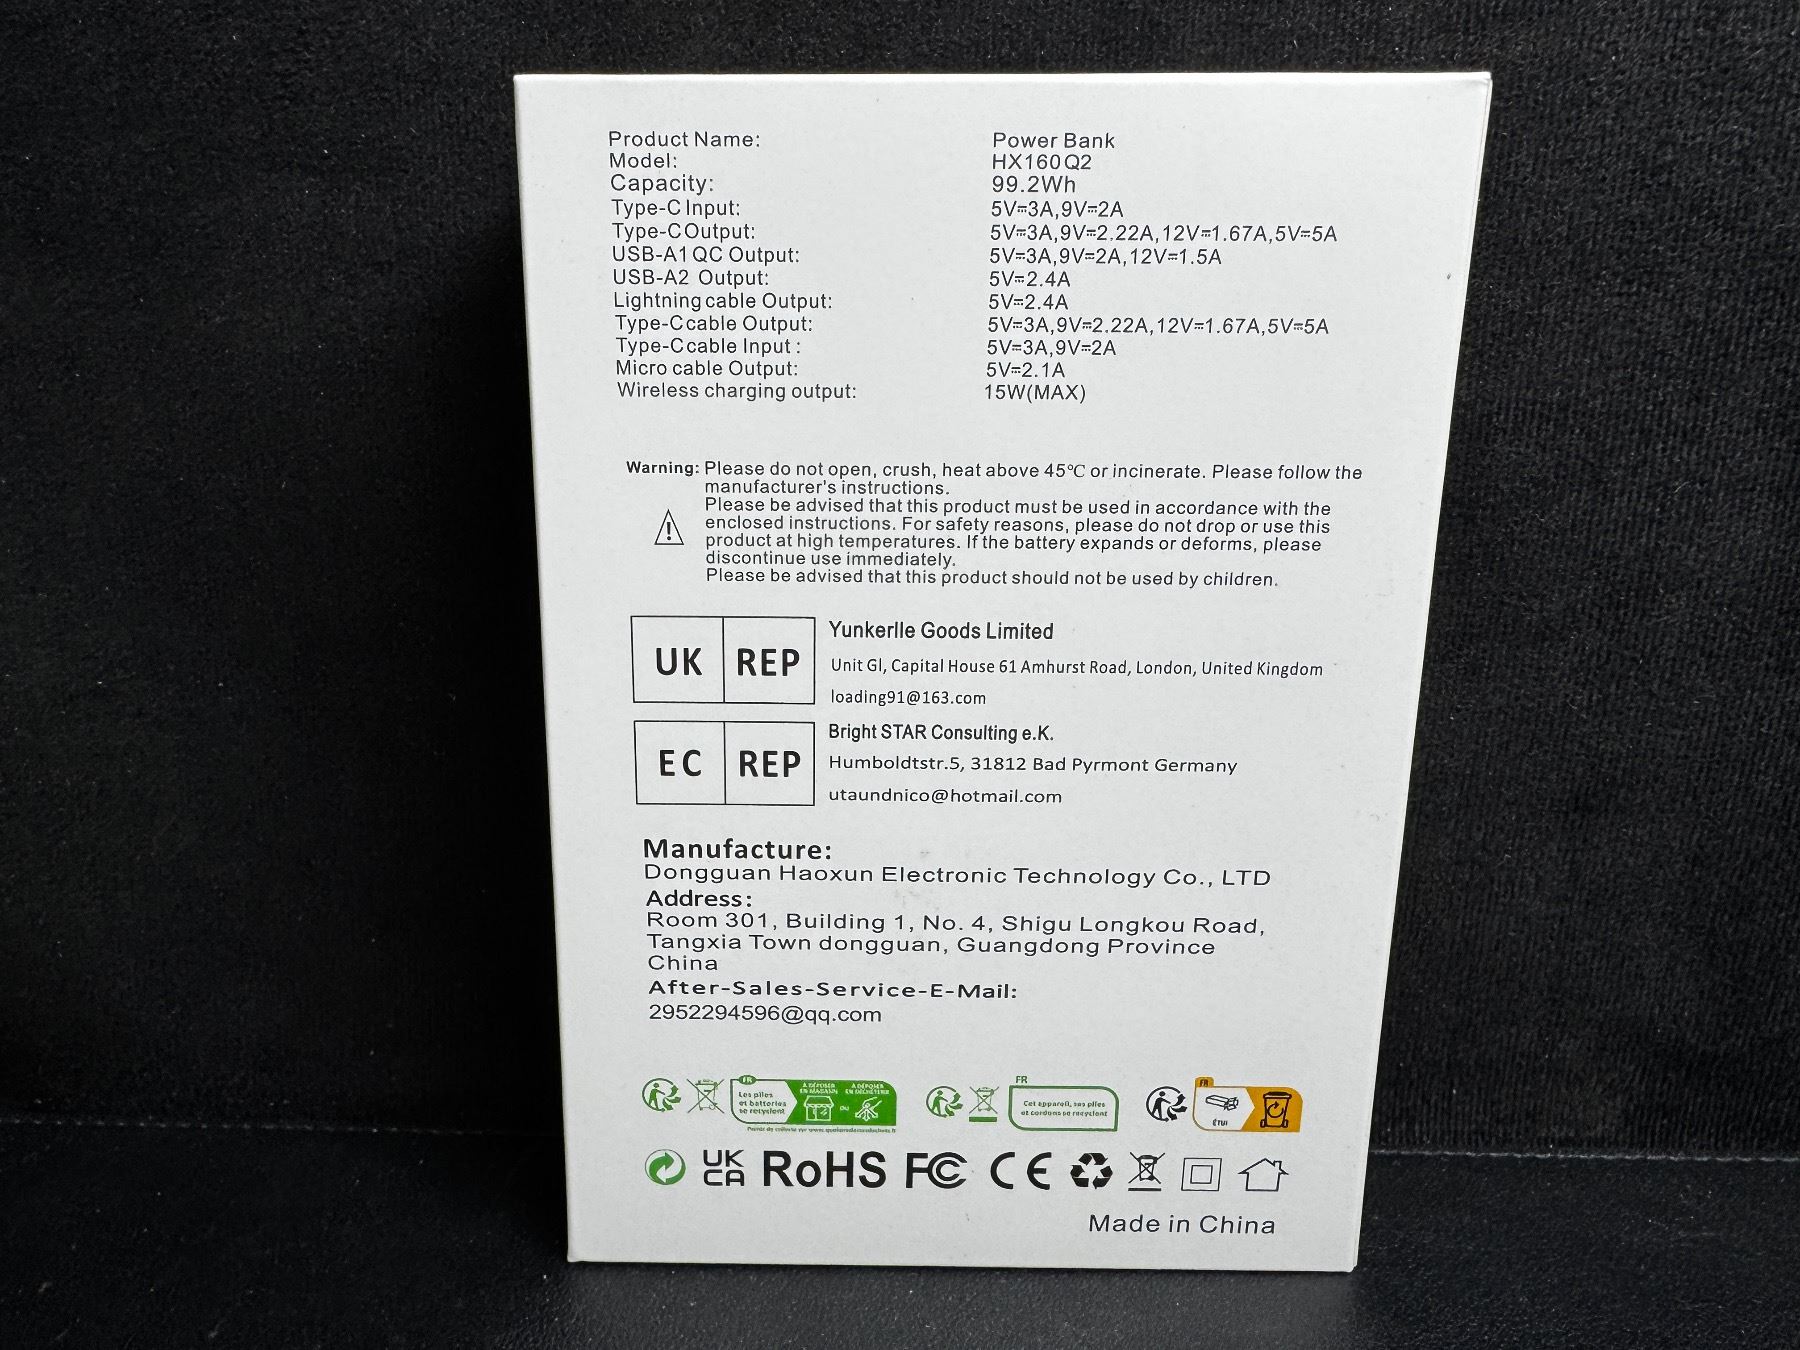 Product Name: Power Bank
Model: HX160Q2
Capacity: 99.2Wh
Type-C Input: 5V⎓3A,9V⎓2A
Type-C Output: 5V⎓3A,9V⎓2.22A,12V⎓1.67A,5V⎓5A
USB-A1 QC Output: 5V⎓3A,9V⎓2A,12V⎓1.5A
USB-A2 Output: 5V⎓2.4A
Lightning cable Output: 5V⎓2.4A
Type-C cable Output: 5V⎓3A,9V⎓2.22A,12V⎓1.67A,5V⎓5A
Type-C cable Input : 5V⎓3A,9V⎓2A
Micro cable Output: 5V⎓2.1A
Wireless charging output: 15W(MAX)
Warning: Please do not open, crush, heat above 45℃ or incinerate. Please follow the
manufacturer's instructions.
Please be advised that this product must be used in accordance with the
enclosed instructions. For safety reasons, please do not drop or use this
product at high temperatures. If the battery expands or deforms, please
discontinue use immediately.
Please be advised that this product should not be used by children.
UK REP
Yunkerlle Goods Limited
Unit Gl, Capital House 61 Amhurst Road, London, United Kingdom
loading91@163.com
EC REP
Bright STAR Consulting e.K.
Humboldtstr.5, 31812 Bad Pyrmont Germany
utaundnico@hotmail.com
Manufacture:
Dongguan Haoxun Electronic Technology Co., LTD
Address:
Room 301, Building 1, No. 4, Shigu Longkou Road,
Tangxia Town dongguan, Guangdong Province
China
After-Sales-Service-E-Mail:
2952294596@qq.com
FR
Les piles
et batteries
se recyclent
À DÉPOSER
EN MAGASIN
OU
À DÉPOSER
EN DÉCHÈTERIE
FR
Cet appareil, ses piles
et cordons se recyclent
FR
ÉTUI
UK
CA
RoHS FC CE
Made in China